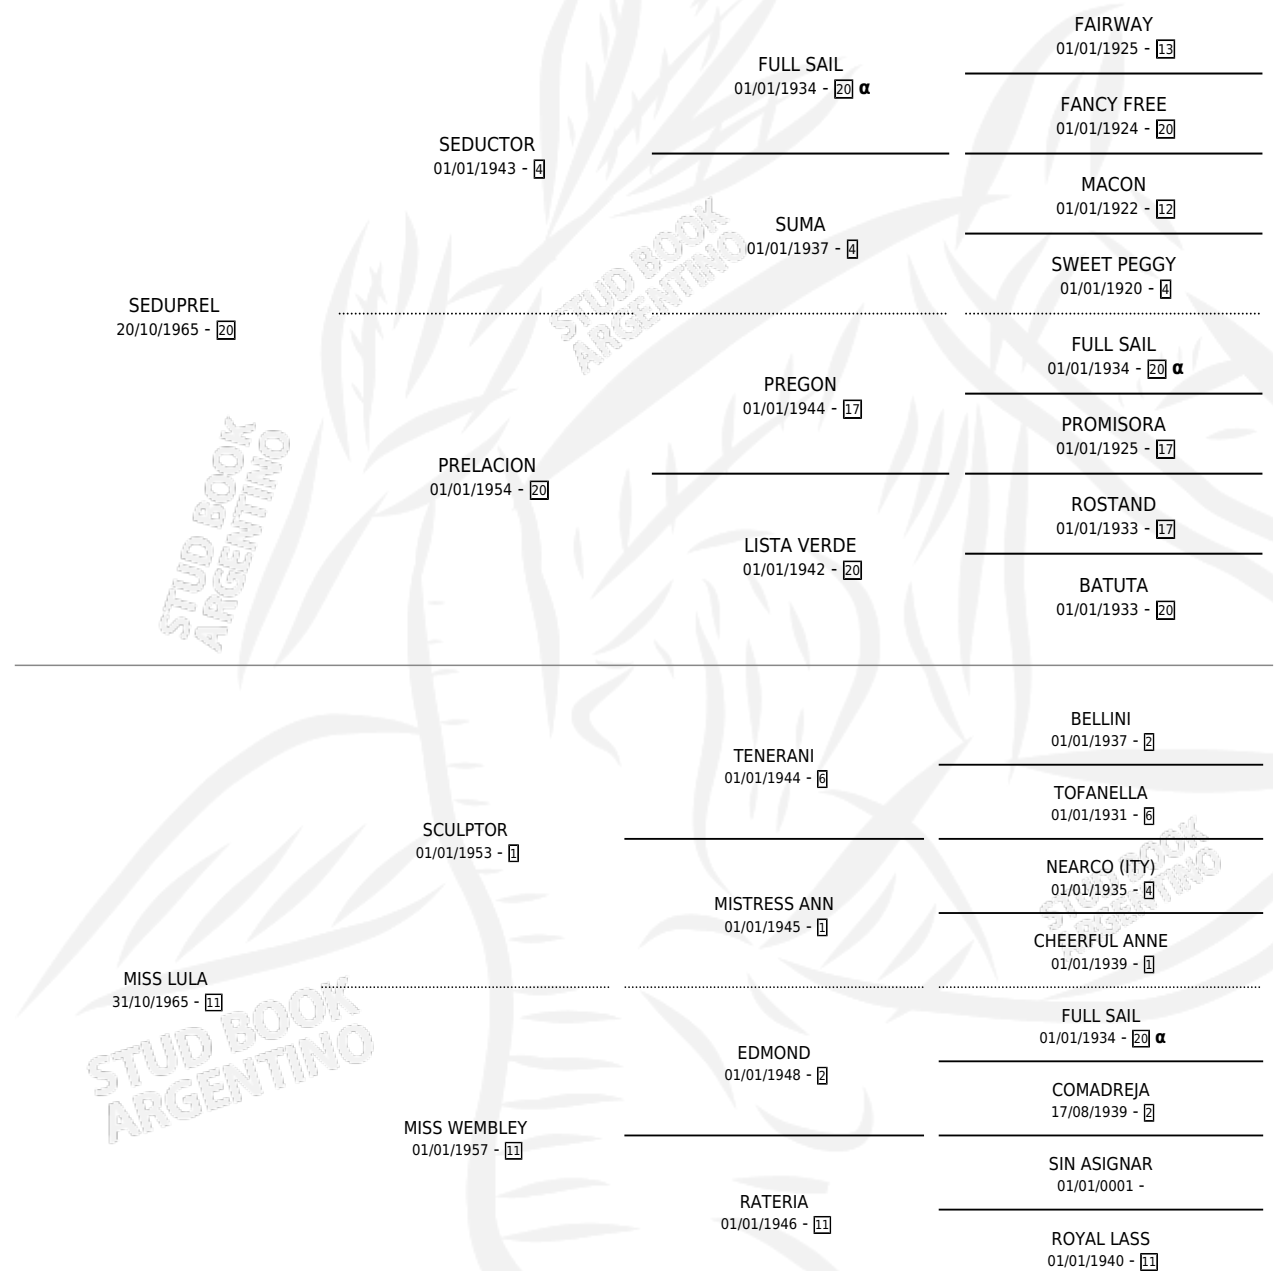 FAIRWAY
01/01/1925 - 13
FULL SAIL
01/01/1934 - 20 α
FANCY FREE
01/01/1924 - 20
SEDUCTOR
01/01/1943 - 4
MACON
01/01/1922 - 12
SUMA
01/01/1937 - 4
SWEET PEGGY
01/01/1920 - 4
SEDUPREL
20/10/1965 - 20
FULL SAIL
01/01/1934 - 20 α
PREGON
01/01/1944 - 17
PROMISORA
01/01/1925 - 17
PRELACION
01/01/1954 - 20
ROSTAND
01/01/1933 - 17
LISTA VERDE
01/01/1942 - 20
BATUTA
01/01/1933 - 20
STUD BOOK
ARGENTINO
STUD BOOK
ARGENTINO
BELLINI
01/01/1937 - 2
TENERANI
01/01/1944 - 6
TOFANELLA
01/01/1931 - 6
SCULPTOR
01/01/1953 - 1
NEARCO (ITY)
01/01/1935 - 4
MISTRESS ANN
01/01/1945 - 1
CHEERFUL ANNE
01/01/1939 - 1
MISS LULA
31/10/1965 - 11
FULL SAIL
01/01/1934 - 20 α
EDMOND
01/01/1948 - 2
COMADREJA
17/08/1939 - 2
MISS WEMBLEY
01/01/1957 - 11
SIN ASIGNAR
01/01/0001 -
RATERIA
01/01/1946 - 11
ROYAL LASS
01/01/1940 - 11
STUD BOOK
ARGENTINO
STUD BOOK
ARGENTINO